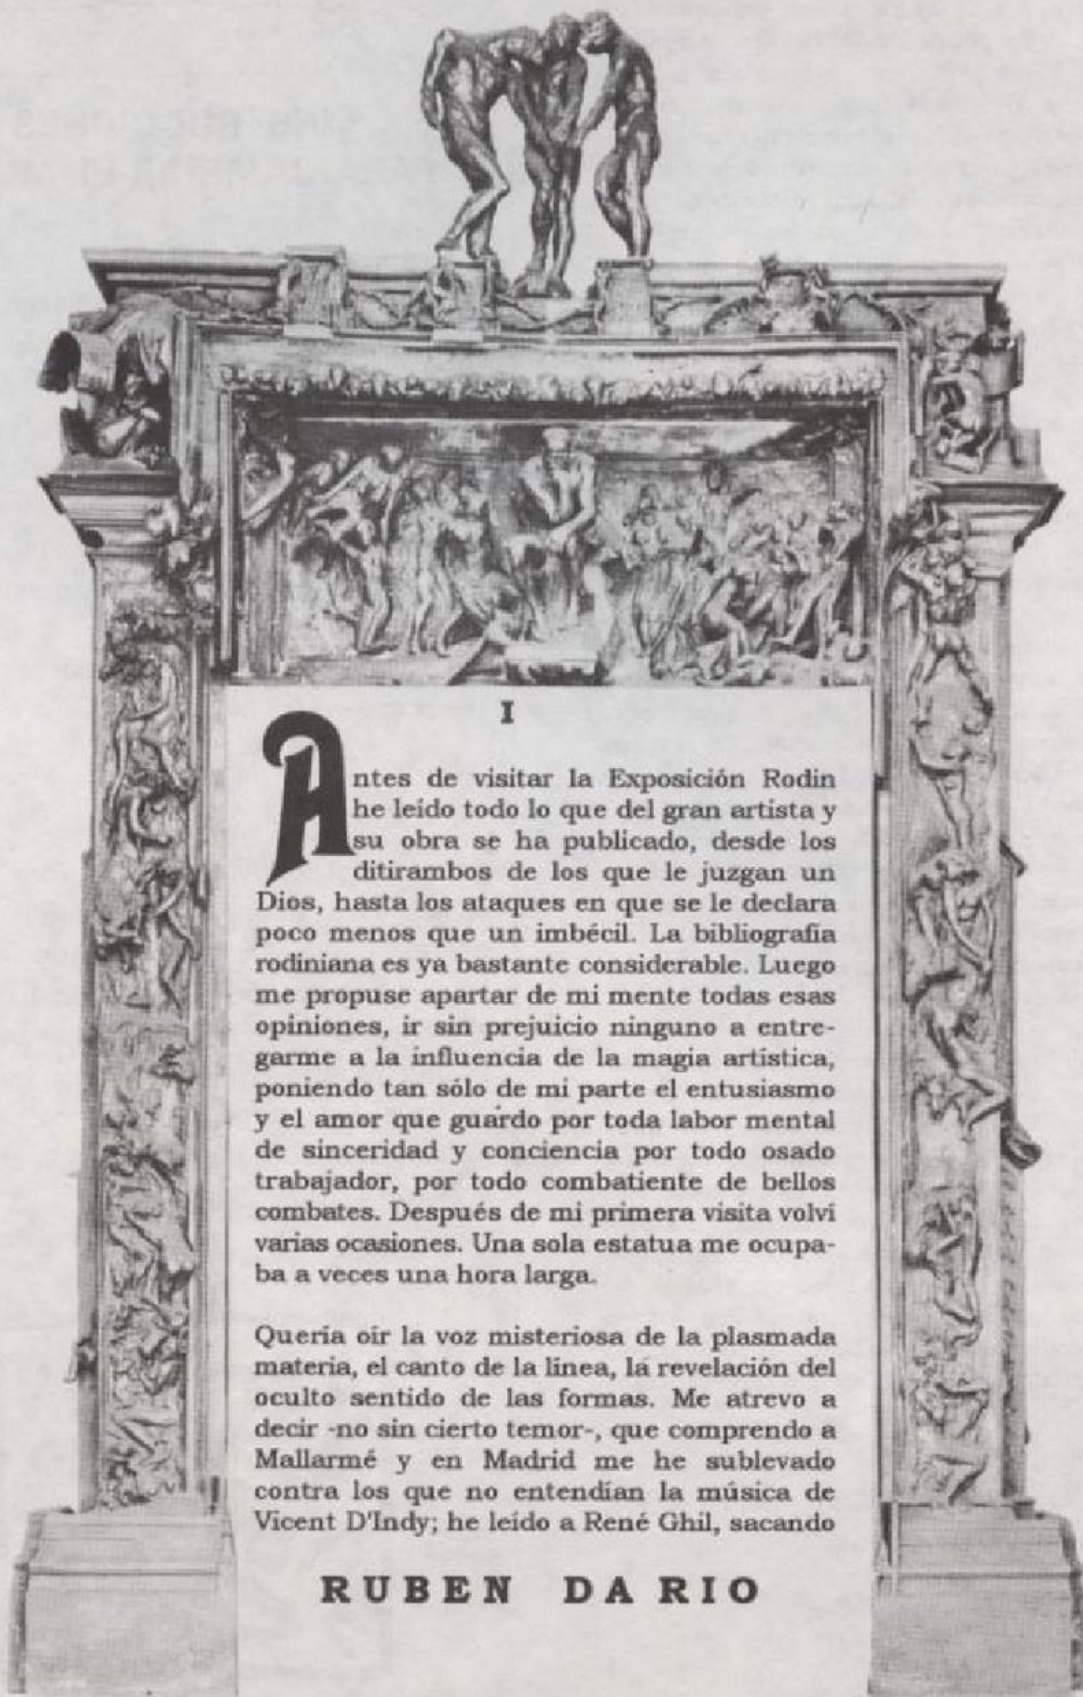 I
Antes de visitar la Exposición Rodin
he leído todo lo que del gran artista y
su obra se ha publicado, desde los
ditirambos de los que le juzgan un
Dios, hasta los ataques en que se le declara
poco menos que un imbécil. La bibliografía
rodiniana es ya bastante considerable. Luego
me propuse apartar de mi mente todas esas
opiniones, ir sin prejuicio ninguno a entre-
garme a la influencia de la magia artística,
poniendo tan sólo de mi parte el entusiasmo
y el amor que guardo por toda labor mental
de sinceridad y conciencia por todo osado
trabajador, por todo combatiente de bellos
combates. Después de mi primera visita volví
varias ocasiones. Una sola estatua me ocupa-
ba a veces una hora larga.
Quería oír la voz misteriosa de la plasmada
materia, el canto de la línea, la revelación del
oculto sentido de las formas. Me atrevo a
decir -no sin cierto temor-, que comprendo a
Mallarmé y en Madrid me he sublevado
contra los que no entendían la música de
Vicent D'Indy; he leído a René Ghil, sacando
RUBEN DARIO